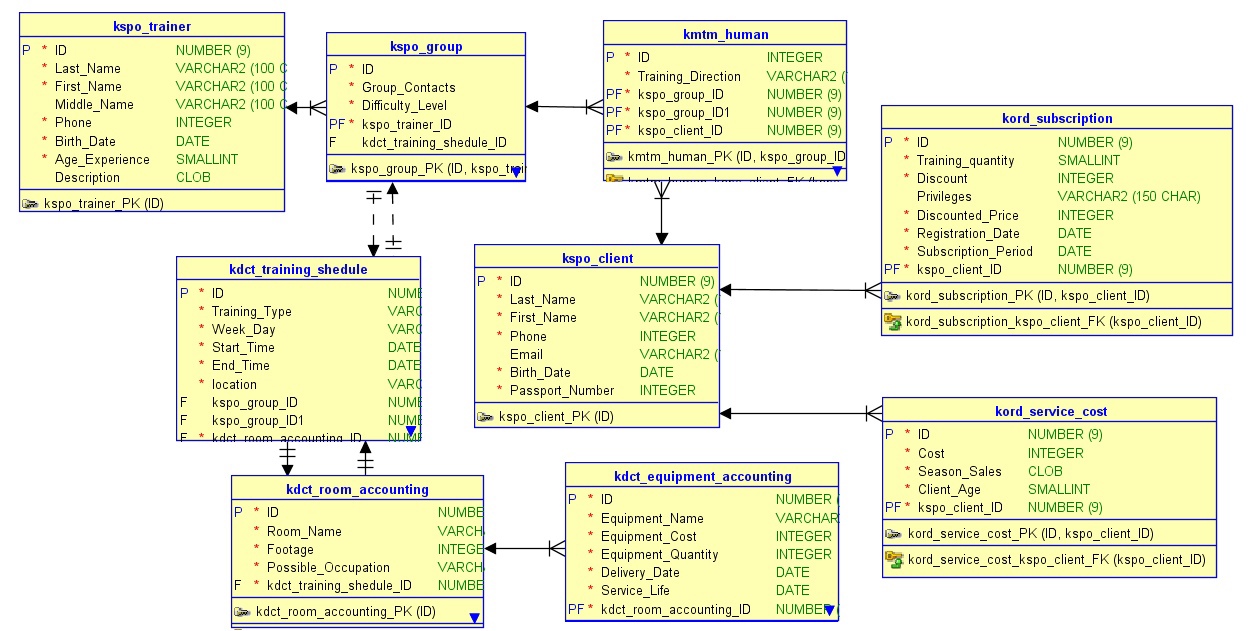 kspo_trainer
P * ID NUMBER (9)
* Last_Name VARCHAR2 (100 C
* First_Name VARCHAR2 (100 C
Middle_Name VARCHAR2 (100 C
* Phone INTEGER
* Birth_Date DATE
* Age_Experience SMALLINT
Description CLOB
kspo_trainer_PK (ID)
kspo_group
P * ID
* Group_Contacts
* Difficulty_Level
PF * kspo_trainer_ID
F kdct_training_shedule_ID
kspo_group_PK (ID, kspo_trai
kmtm_human
P * ID INTEGER
* Training_Direction VARCHAR2 (
PF * kspo_group_ID NUMBER (9)
PF * kspo_group_ID1 NUMBER (9)
PF * kspo_client_ID NUMBER (9)
kmtm_human_PK (ID, kspo_group_ID
kord_subscription
P * ID NUMBER (9)
* Training_quantity SMALLINT
* Discount INTEGER
Privileges VARCHAR2 (150 CHAR)
* Discounted_Price INTEGER
* Registration_Date DATE
* Subscription_Period DATE
PF * kspo_client_ID NUMBER (9)
kord_subscription_PK (ID, kspo_client_ID)
kord_subscription_kspo_client_FK (kspo_client_ID)
kdct_training_shedule
P * ID NUME
* Training_Type VARC
* Week_Day VARC
* Start_Time DATE
* End_Time DATE
* location VARC
F kspo_group_ID NUME
F kspo_group_ID1 NUME
F * kdct_room_accounting_ID NUME
kspo_client
P * ID NUMBER (9)
* Last_Name VARCHAR2 (
* First_Name VARCHAR2 (
* Phone INTEGER
Email VARCHAR2 (
* Birth_Date DATE
* Passport_Number INTEGER
kspo_client_PK (ID)
kord_service_cost
P * ID NUMBER (9)
* Cost INTEGER
* Season_Sales CLOB
* Client_Age SMALLINT
PF * kspo_client_ID NUMBER (9)
kord_service_cost_PK (ID, kspo_client_ID)
kord_service_cost_kspo_client_FK (kspo_client_ID)
kdct_room_accounting
P * ID NUMBE
* Room_Name VARCH
* Footage INTEGE
* Possible_Occupation VARCH
F * kdct_training_shedule_ID NUMBE
kdct_room_accounting_PK (ID)
kdct_equipment_accounting
P * ID NUMBER (
* Equipment_Name VARCHAR
* Equipment_Cost INTEGER
* Equipment_Quantity INTEGER
* Delivery_Date DATE
* Service_Life DATE
PF * kdct_room_accounting_ID NUMBER (